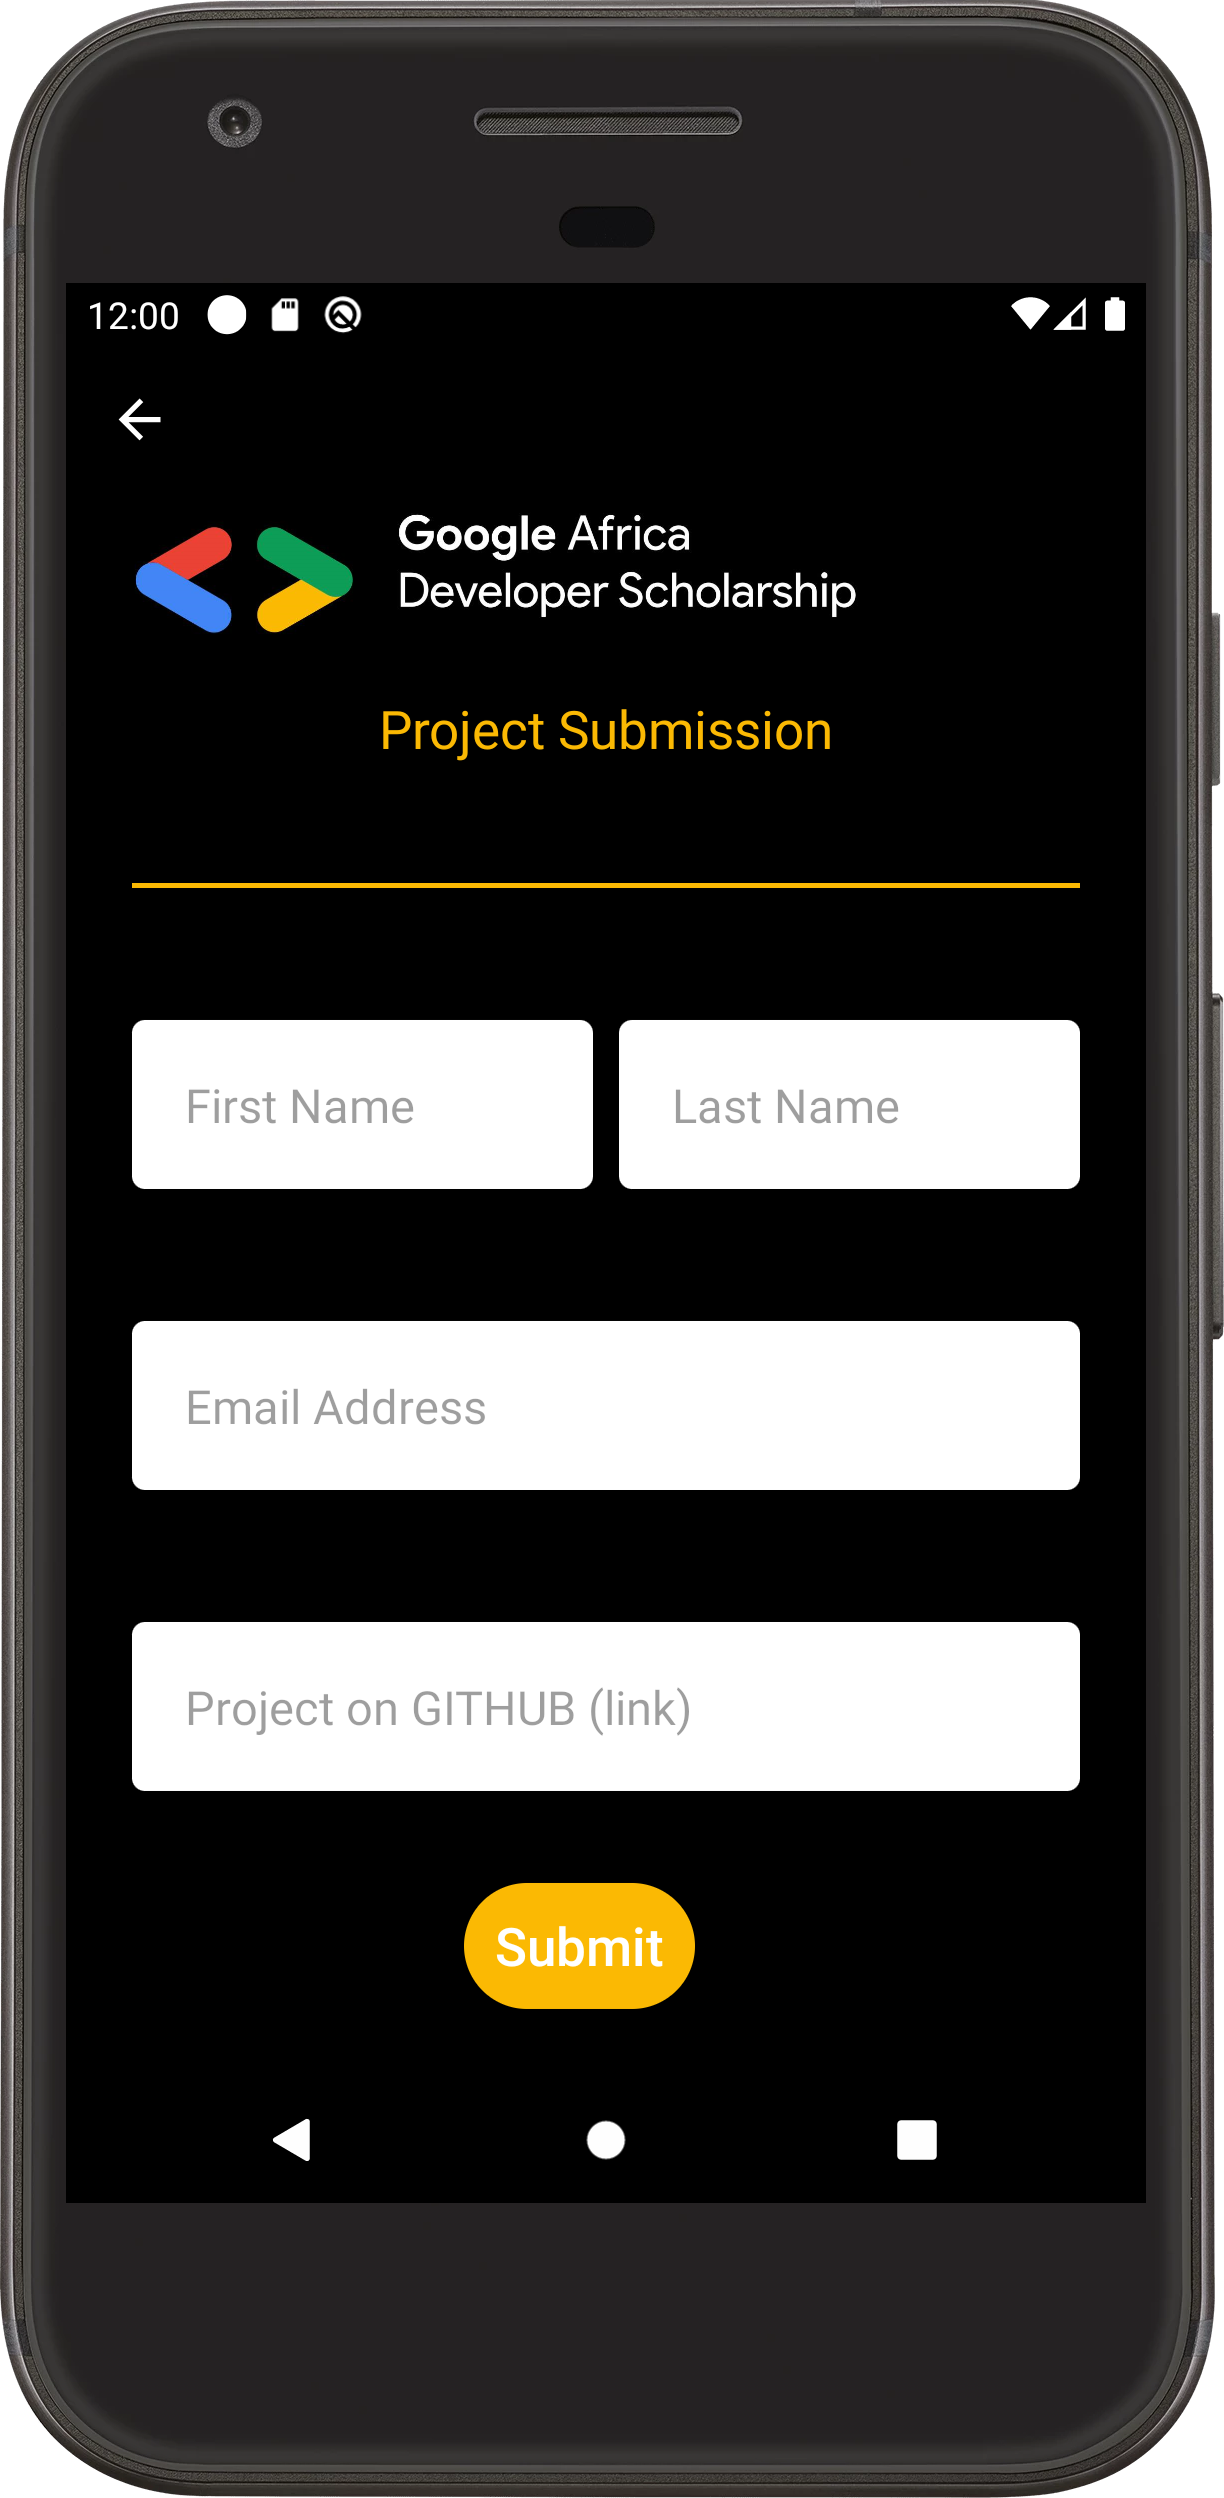 12:00
Google Africa
Developer Scholarship
Project Submission
First Name
Last Name
Email Address
Project on GITHUB (link)
Submit